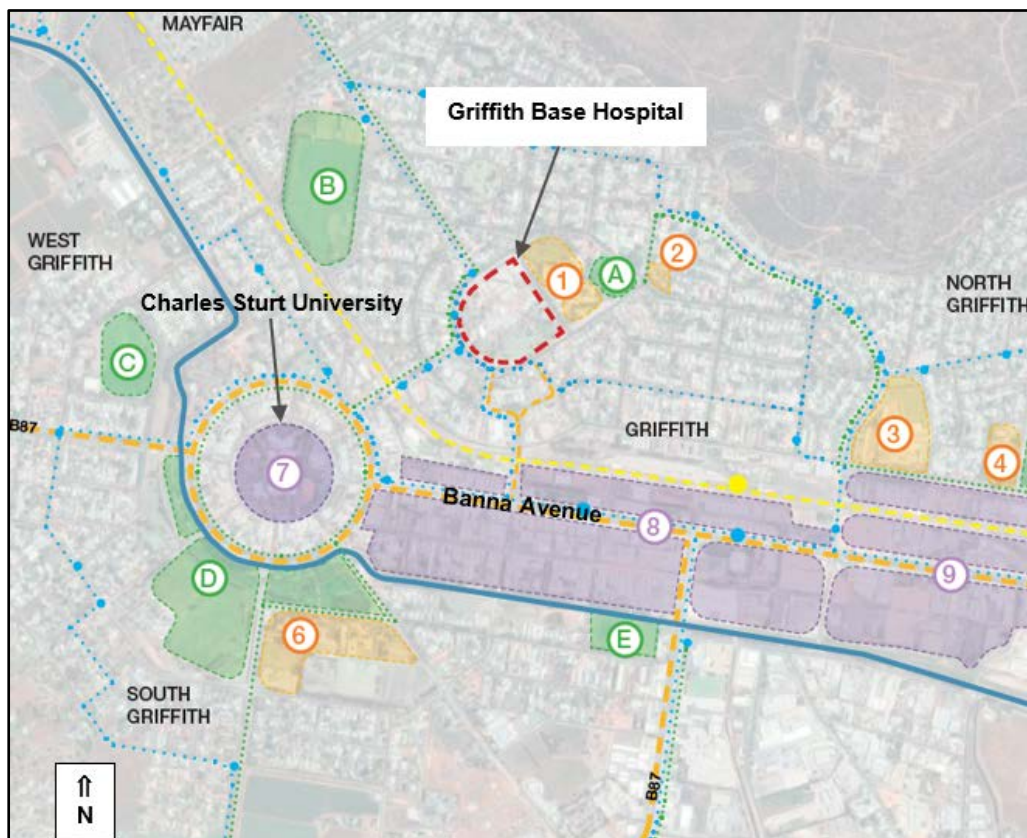 MAYFAIR
Griffith Base Hospital
B
2
1
A
WEST
GRIFFITH
NORTH
GRIFFITH
Charles Sturt University
C
B87
GRIFFITH
3
4
7
Banna Avenue
8
9
D
6
E
SOUTH
GRIFFITH
B87
⇑
N